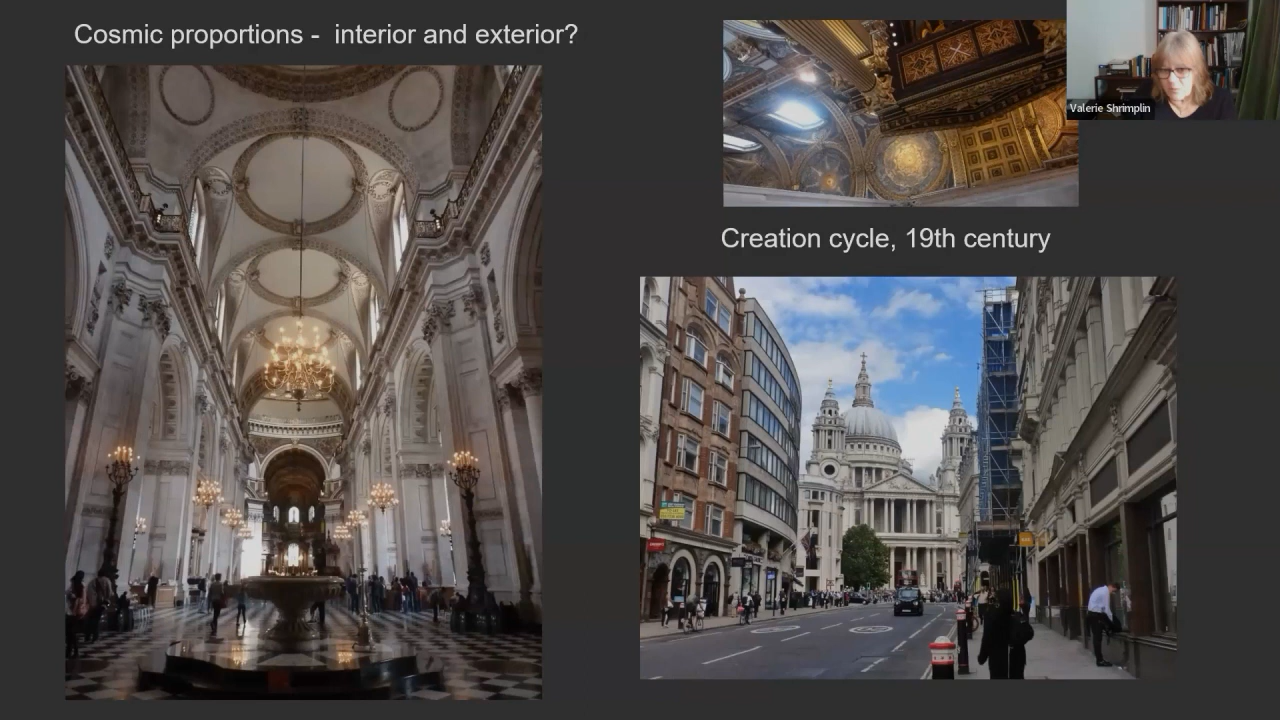 Cosmic proportions -  interior and exterior?
Valerie Shrimplin
Creation cycle, 19th century